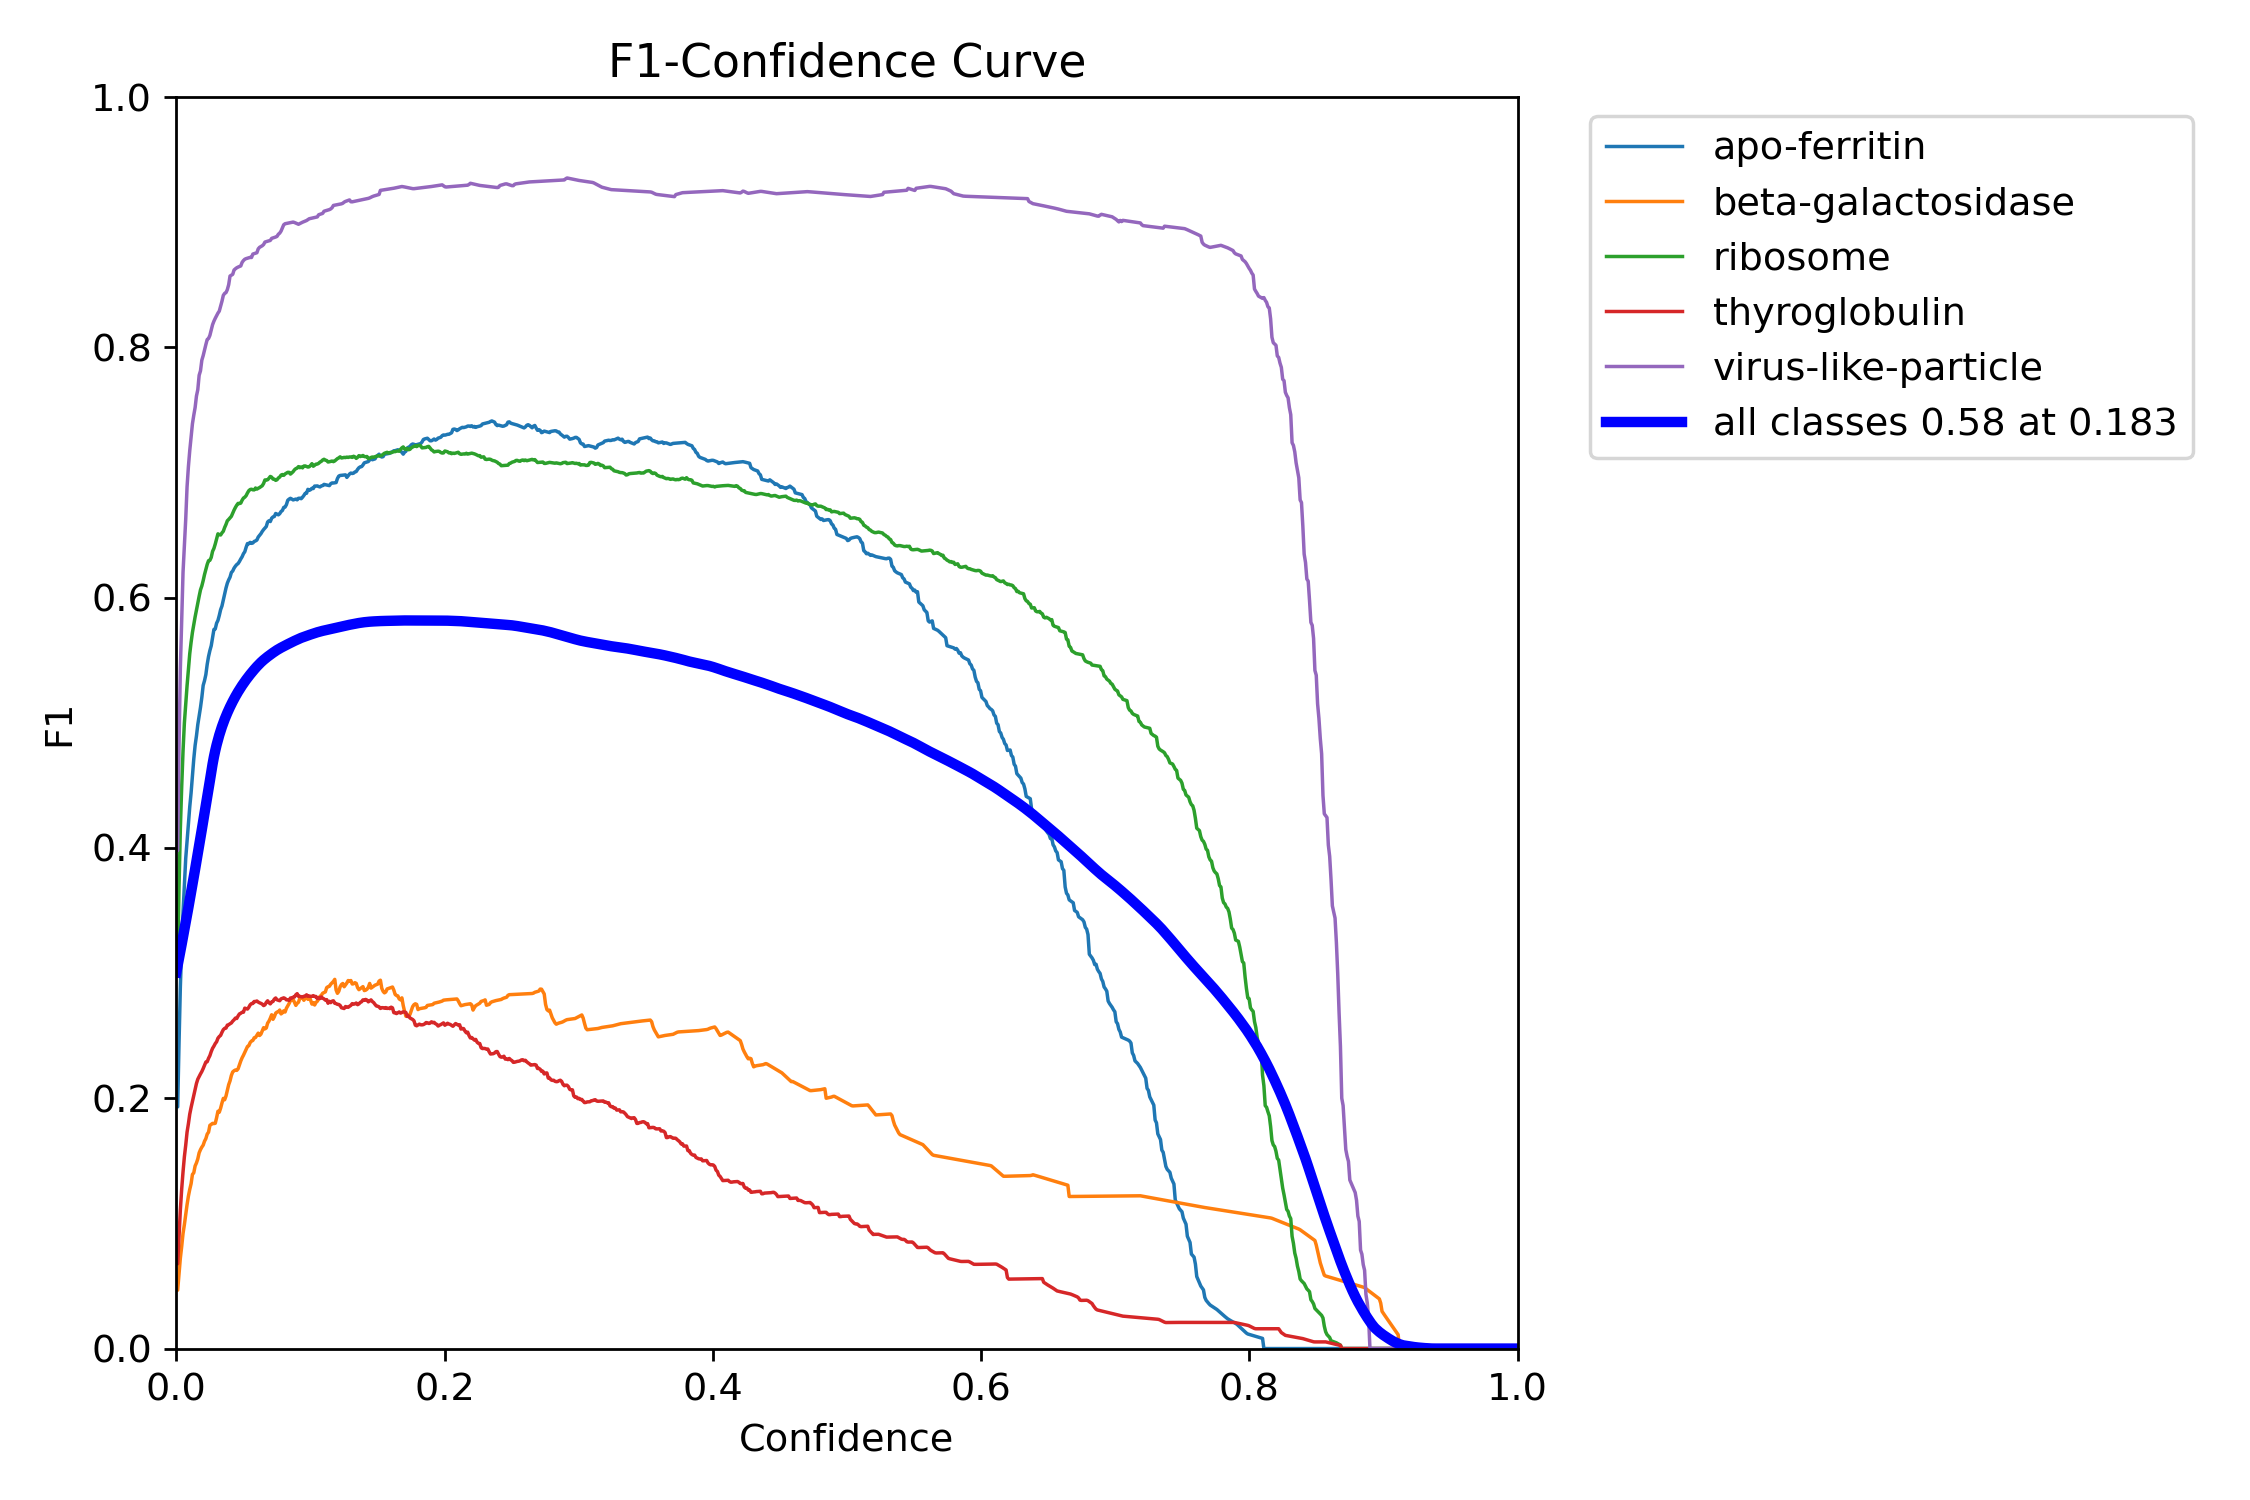 F1-Confidence Curve
1.0
0.8
0.6
0.4
0.2
0.0
F1
0.0 0.2 0.4 0.6 0.8 1.0
Confidence
apo-ferritin
beta-galactosidase
ribosome
thyroglobulin
virus-like-particle
all classes 0.58 at 0.183